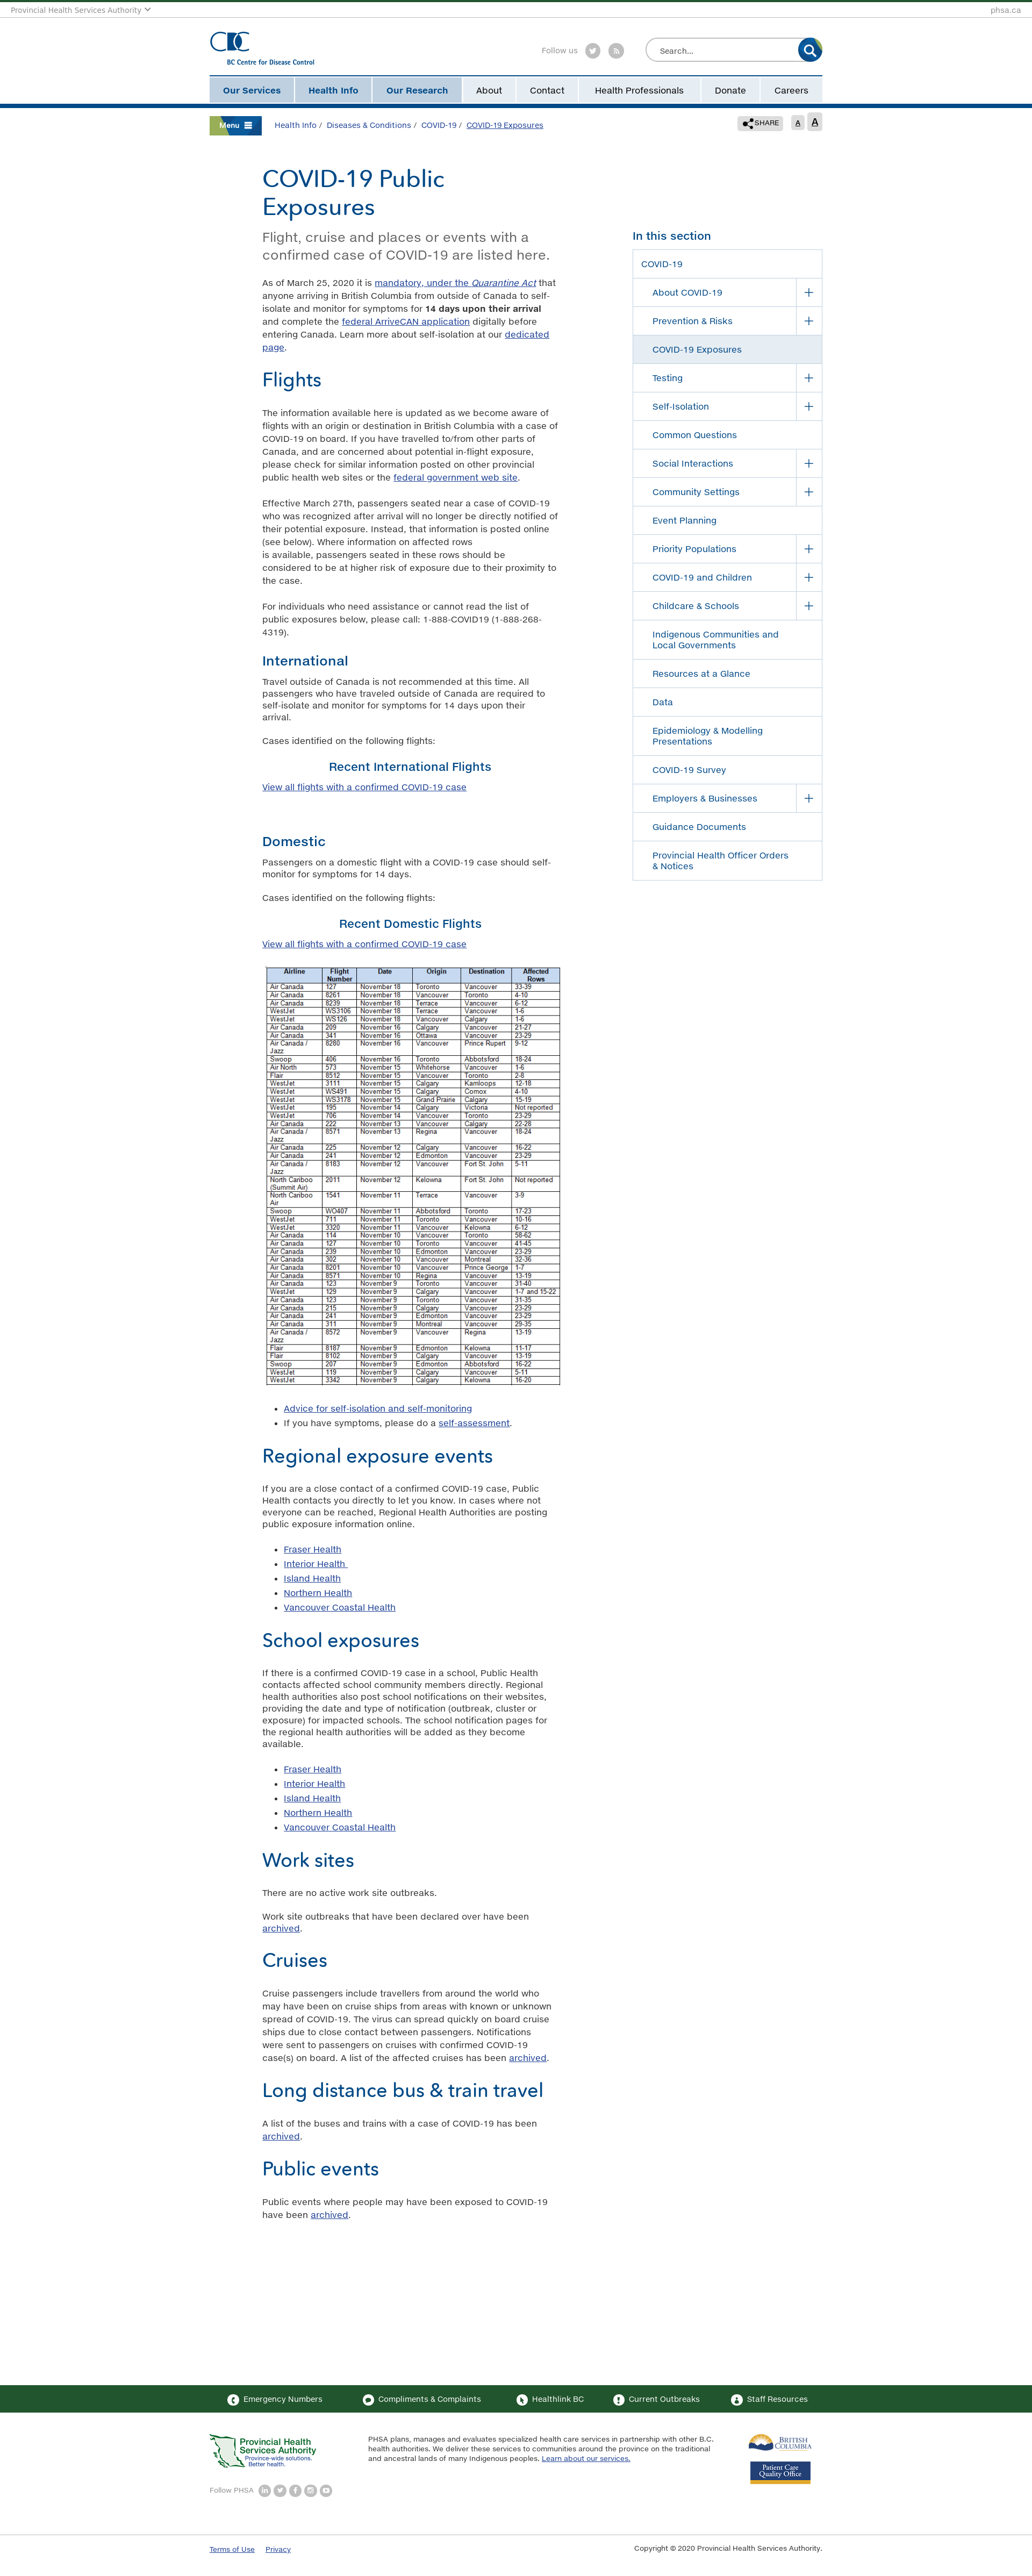 Provincial Health Services Authority
phsa.ca
BC Centre for Disease Control
Follow us
Search...
Our Services
Health Info
Our Research
About
Contact
Health Professionals
Donate
Careers
Menu
Health Info / Diseases & Conditions / COVID-19 / COVID-19 Exposures
SHARE
A
A
COVID-19 Public
Exposures
Flight, cruise and places or events with a
confirmed case of COVID-19 are listed here.
As of March 25, 2020 it is mandatory, under the Quarantine Act that
anyone arriving in British Columbia from outside of Canada to self-
isolate and monitor for symptoms for 14 days upon their arrival
and complete the federal ArriveCAN application digitally before
entering Canada. Learn more about self-isolation at our dedicated
page.
Flights
The information available here is updated as we become aware of
flights with an origin or destination in British Columbia with a case of
COVID-19 on board. If you have travelled to/from other parts of
Canada, and are concerned about potential in-flight exposure,
please check for similar information posted on other provincial
public health web sites or the federal government web site.
Effective March 27th, passengers seated near a case of COVID-19
who was recognized after arrival will no longer be directly notified of
their potential exposure. Instead, that information is posted online
(see below). Where information on affected rows
is available, passengers seated in these rows should be
considered to be at higher risk of exposure due to their proximity to
the case.
For individuals who need assistance or cannot read the list of
public exposures below, please call: 1-888-COVID19 (1-888-268-
4319).
International
Travel outside of Canada is not recommended at this time. All
passengers who have traveled outside of Canada are required to
self-isolate and monitor for symptoms for 14 days upon their
arrival.
Cases identified on the following flights:
Recent International Flights
View all flights with a confirmed COVID-19 case
Domestic
Passengers on a domestic flight with a COVID-19 case should self-
monitor for symptoms for 14 days.
Cases identified on the following flights:
Recent Domestic Flights
View all flights with a confirmed COVID-19 case
Airline Flight Number Date Origin Destination Affected Rows
Air Canada 127 November 18 Toronto Vancouver 33-39
Air Canada 8261 November 18 Vancouver Toronto 4-10
Air Canada 8239 November 18 Terrace Vancouver 6-12
WestJet WS3106 November 18 Terrace Vancouver 1-6
WestJet WS126 November 18 Vancouver Calgary 1-6
Air Canada 209 November 16 Calgary Vancouver 21-27
Air Canada 341 November 16 Ottawa Vancouver 23-29
Air Canada / Jazz 8280 November 16 Vancouver Prince Rupert 9-12
Swoop 406 November 16 Toronto Abbotsford 18-24
Air North 573 November 15 Whitehorse Vancouver 1-6
Flair 8512 November 15 Vancouver Toronto 2-8
WestJet 3111 November 15 Calgary Kamloops 12-18
WestJet WS491 November 15 Calgary Comox 4-10
WestJet WS3178 November 15 Grand Prairie Calgary 15-19
WestJet 195 November 14 Calgary Victoria Not reported
WestJet 706 November 14 Vancouver Toronto 23-29
Air Canada 222 November 13 Vancouver Calgary 22-28
Air Canada / Jazz 8571 November 13 Regina Vancouver 18-24
Air Canada 225 November 12 Calgary Vancouver 16-22
Air Canada 241 November 12 Edmonton Vancouver 23-29
Air Canada / Jazz 8183 November 12 Vancouver Fort St. John 5-11
North Cariboo (Summit Air) 2011 November 12 Kelowna Fort St. John Not reported
North Cariboo Air 1541 November 11 Terrace Vancouver 3-9
Swoop WO407 November 11 Abbotsford Toronto 17-23
WestJet 711 November 11 Toronto Vancouver 10-16
WestJet 3320 November 11 Vancouver Kelowna 6-12
Air Canada 114 November 10 Vancouver Toronto 58-62
Air Canada 127 November 10 Toronto Vancouver 41-45
Air Canada 239 November 10 Edmonton Vancouver 23-29
Air Canada 302 November 10 Vancouver Montreal 32-36
Air Canada 8201 November 10 Vancouver Prince George 1-7
Air Canada 8571 November 10 Regina Vancouver 13-19
Air Canada 123 November 9 Toronto Vancouver 31-40
WestJet 129 November 9 Calgary Vancouver 1-7 and 15-22
Air Canada 123 November 9 Toronto Vancouver 31-35
Air Canada 215 November 9 Calgary Vancouver 23-29
Air Canada 241 November 9 Edmonton Vancouver 23-29
Air Canada 311 November 9 Montreal Vancouver 29-35
Air Canada / Jazz 8572 November 9 Vancouver Regina 13-19
Flair 8187 November 9 Edmonton Kelowna 11-17
Flair 8102 November 9 Calgary Vancouver 13-19
Swoop 207 November 9 Edmonton Abbotsford 16-22
WestJet 119 November 9 Calgary Vancouver 5-11
WestJet 3342 November 9 Calgary Kelowna 16-20
Advice for self-isolation and self-monitoring
If you have symptoms, please do a self-assessment.
Regional exposure events
If you are a close contact of a confirmed COVID-19 case, Public
Health contacts you directly to let you know. In cases where not
everyone can be reached, Regional Health Authorities are posting
public exposure information online.
Fraser Health
Interior Health
Island Health
Northern Health
Vancouver Coastal Health
School exposures
If there is a confirmed COVID-19 case in a school, Public Health
contacts affected school community members directly. Regional
health authorities also post school notifications on their websites,
providing the date and type of notification (outbreak, cluster or
exposure) for impacted schools. The school notification pages for
the regional health authorities will be added as they become
available.
Fraser Health
Interior Health
Island Health
Northern Health
Vancouver Coastal Health
Work sites
There are no active work site outbreaks.
Work site outbreaks that have been declared over have been
archived.
Cruises
Cruise passengers include travellers from around the world who
may have been on cruise ships from areas with known or unknown
spread of COVID-19. The virus can spread quickly on board cruise
ships due to close contact between passengers. Notifications
were sent to passengers on cruises with confirmed COVID-19
case(s) on board. A list of the affected cruises has been archived.
Long distance bus & train travel
A list of the buses and trains with a case of COVID-19 has been
archived.
Public events
Public events where people may have been exposed to COVID-19
have been archived.
In this section
COVID-19
About COVID-19
Prevention & Risks
COVID-19 Exposures
Testing
Self-Isolation
Common Questions
Social Interactions
Community Settings
Event Planning
Priority Populations
COVID-19 and Children
Childcare & Schools
Indigenous Communities and
Local Governments
Resources at a Glance
Data
Epidemiology & Modelling
Presentations
COVID-19 Survey
Employers & Businesses
Guidance Documents
Provincial Health Officer Orders
& Notices
Emergency Numbers
Compliments & Complaints
Healthlink BC
Current Outbreaks
Staff Resources
Provincial Health
Services Authority
Province-wide solutions.
Better health.
PHSA plans, manages and evaluates specialized health care services in partnership with other B.C.
health authorities. We deliver these services to communities around the province on the traditional
and ancestral lands of many Indigenous peoples. Learn about our services.
BRITISH
COLUMBIA
Patient Care
Quality Office
Follow PHSA
Terms of Use
Privacy
Copyright © 2020 Provincial Health Services Authority.